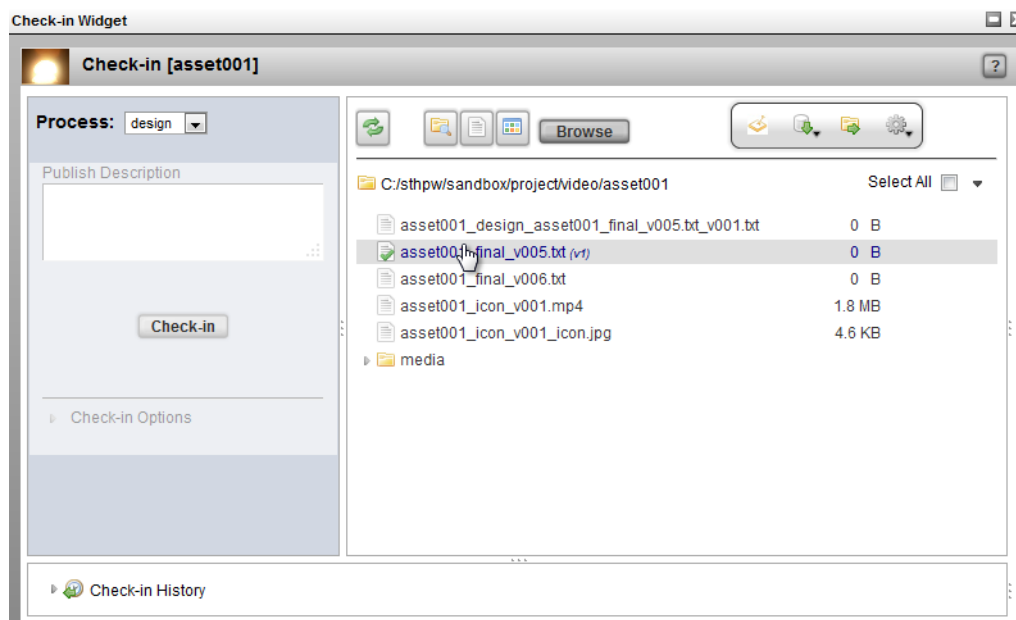 Check-in Widget
Check-in [asset001]
?
Process: design
Browse
Publish Description
C:/sthpw/sandbox/project/video/asset001 Select All
asset001_design_asset001_final_v005.txt_v001.txt 0 B
asset001_final_v005.txt (v1) 0 B
asset001_final_v006.txt 0 B
asset001_icon_v001.mp4 1.8 MB
asset001_icon_v001_icon.jpg 4.6 KB
media
Check-in
Check-in Options
Check-in History